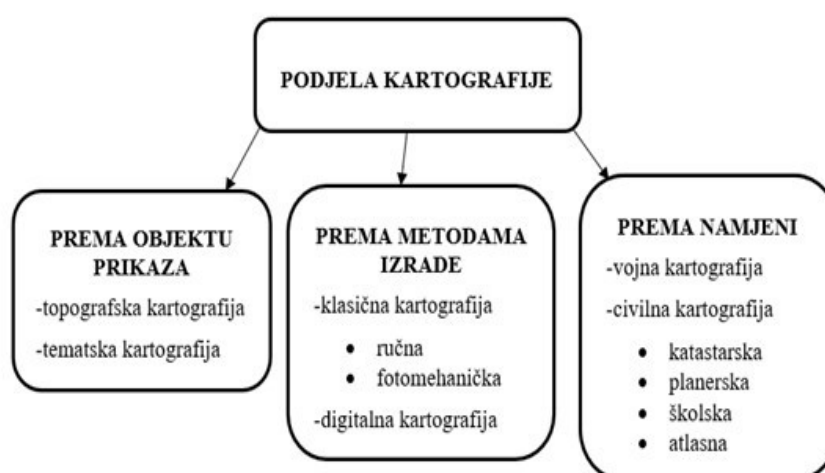 PODJELA KARTOGRAFIJE
PREMA OBJEKTU
PRIKAZA
-topografska kartografija
-tematska kartografija
PREMA METODAMA
IZRADE
-klasična kartografija
• ručna
• fotomehanička
-digitalna kartografija
PREMA NAMJENI
-vojna kartografija
-civilna kartografija
• katastarska
• planerska
• školska
• atlasna